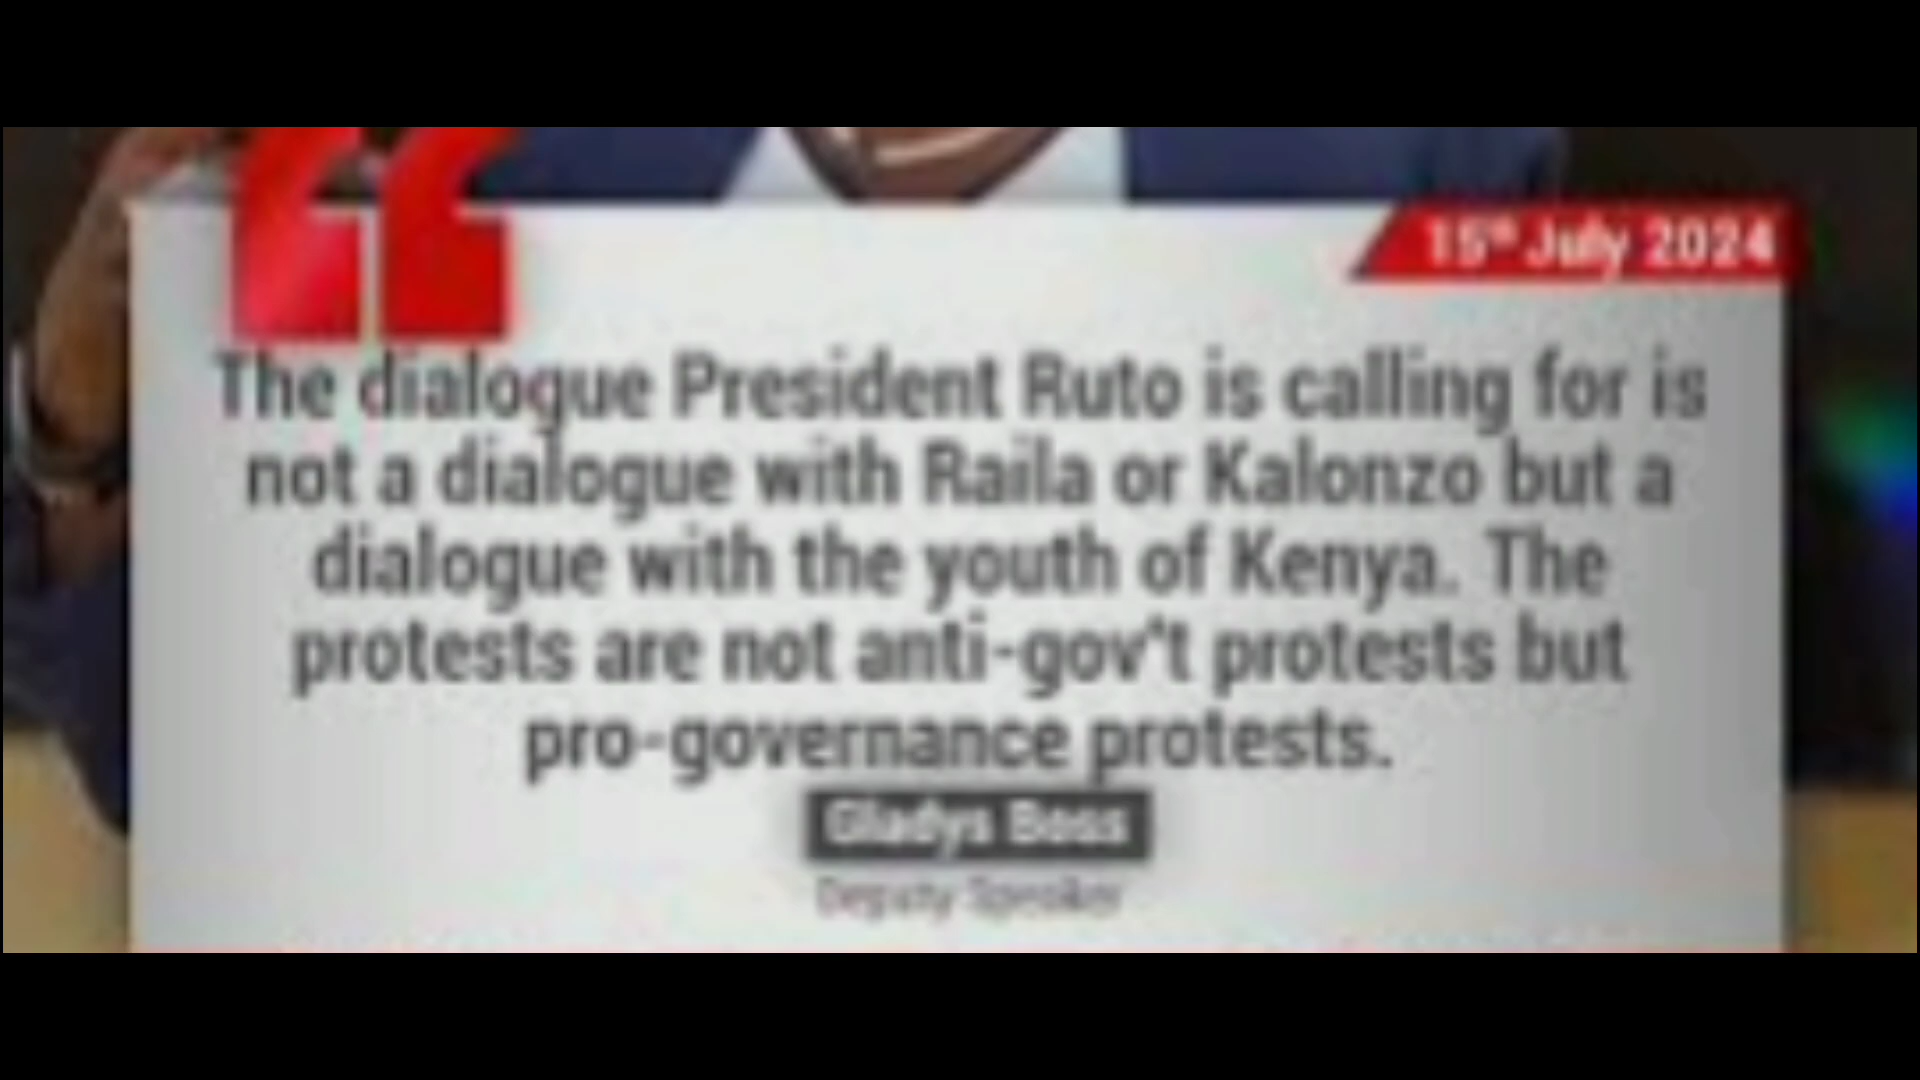 15th July 2024
The dialogue President Ruto is calling for is
not a dialogue with Raila or Kalonzo but a
dialogue with the youth of Kenya. The
protests are not anti-gov't protests but
pro-governance protests.
Gladys Boss
Deputy Speaker